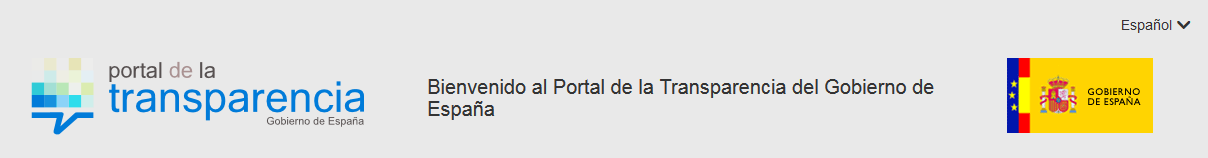 Español
portal de la
transparencia
Gobierno de España
Bienvenido al Portal de la Transparencia del Gobierno de
España
GOBIERNO
DE ESPAÑA